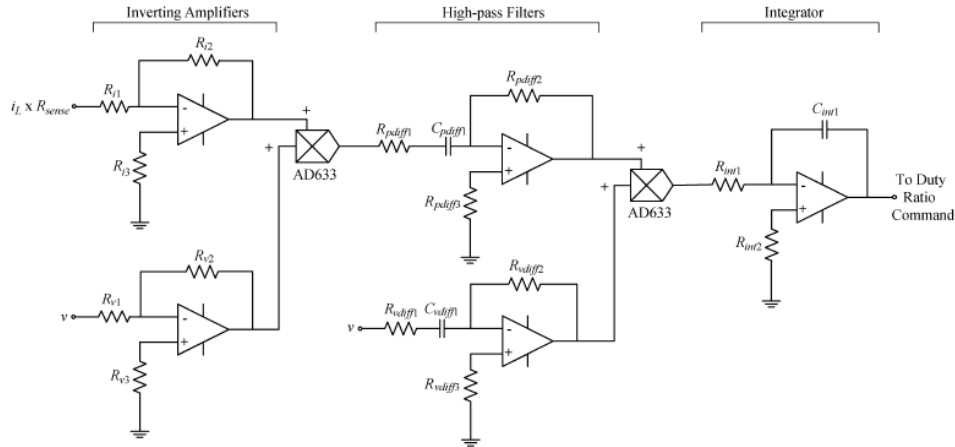 Inverting Amplifiers
High-pass Filters
Integrator
Ri2
Ri1
iL x Rsense
-
+
Ri3
+
+
AD633
Rv2
Rv1
v
-
+
Rv3
Rpdiff2
Rpdiff1
Cpdiff1
-
+
Rpdiff3
+
+
AD633
Rvdiff2
v
Rvdiff1
Cvdiff1
-
+
Rvdiff3
Cint1
Rint1
-
+
Rint2
To Duty
Ratio
Command